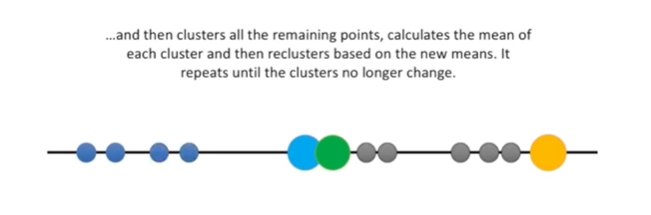 ...and then clusters all the remaining points, calculates the mean of
each cluster and then reclusters based on the new means. It
repeats until the clusters no longer change.